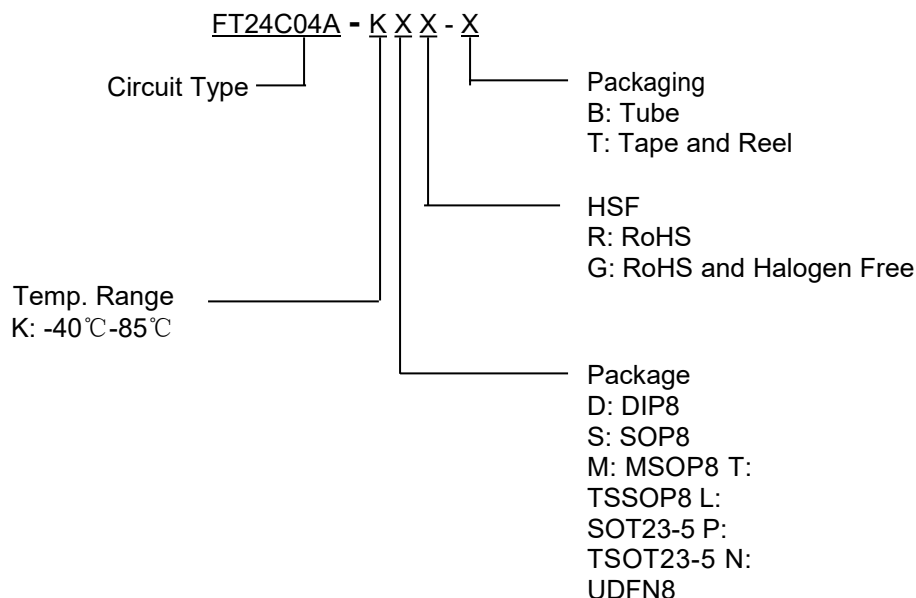 FT24C04A - K X X - X
Circuit Type
Packaging
B: Tube
T: Tape and Reel
HSF
R: RoHS
G: RoHS and Halogen Free
Temp. Range
K: -40℃-85℃
Package
D: DIP8
S: SOP8
M: MSOP8 T:
TSSOP8 L:
SOT23-5 P:
TSOT23-5 N:
UDFN8